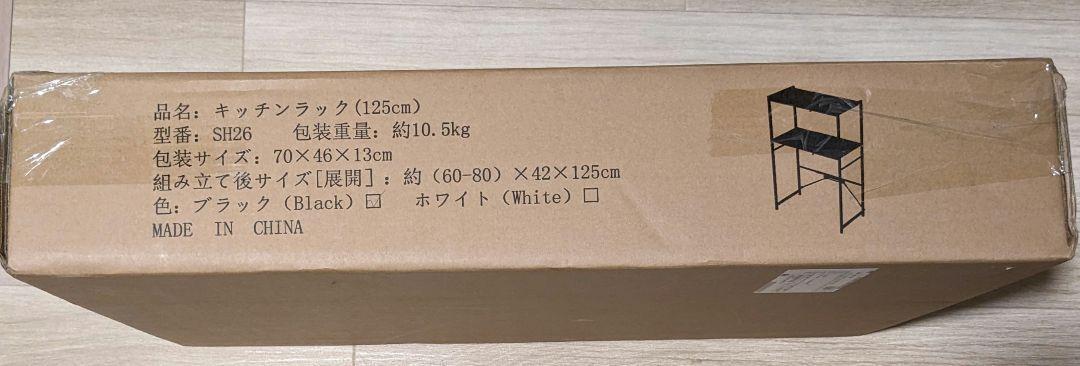 品名: キッチンラック(125cm)
型番: SH26　包装重量: 約10.5kg
包装サイズ: 70×46×13cm
組み立て後サイズ[展開]: 約(60-80)×42×125cm
色: ブラック(Black)☑　ホワイト(White)☐
MADE IN CHINA